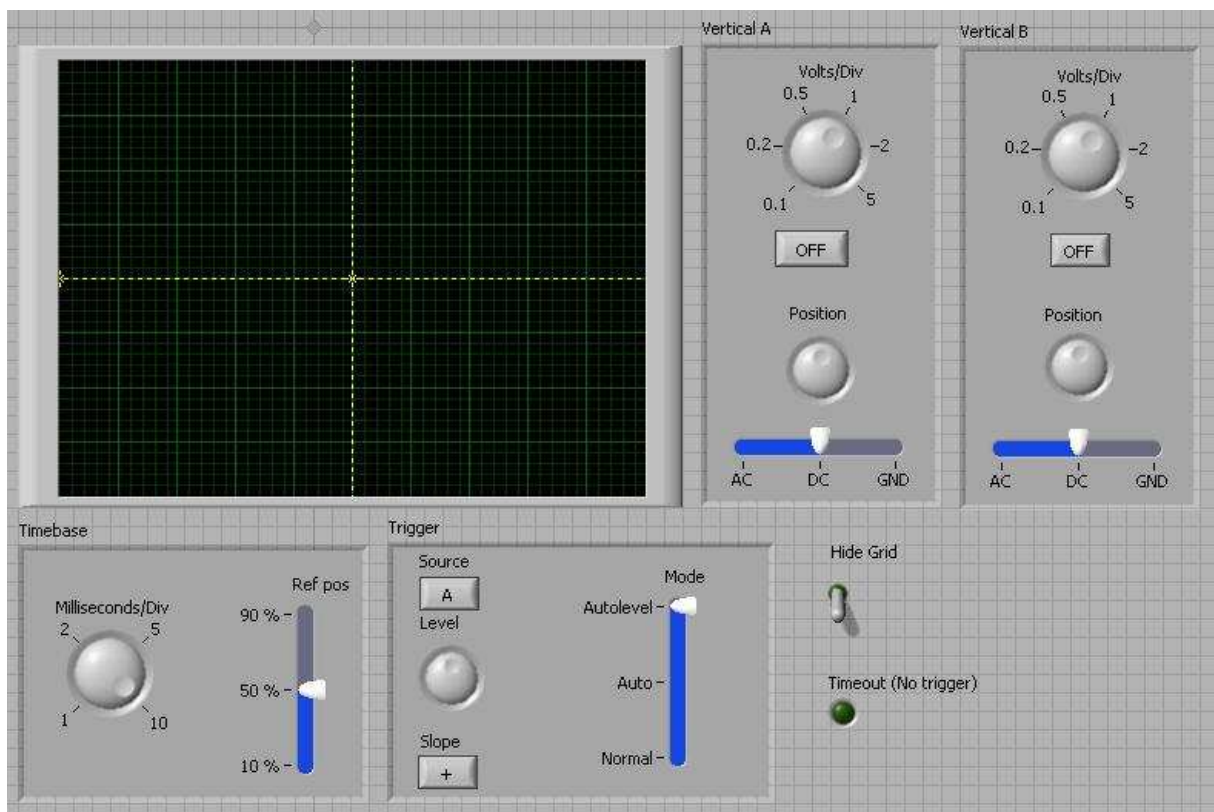 Vertical A
Volts/Div
0.5 1
0.2 2
0.1 5
OFF
Position
AC DC GND
Vertical B
Volts/Div
0.5 1
0.2 2
0.1 5
OFF
Position
AC DC GND
Timebase
Milliseconds/Div
2 5
1 10
Ref pos
90 %
50 %
10 %
Trigger
Source
A
Level
Slope
+
Mode
Autolevel
Auto
Normal
Hide Grid
Timeout (No trigger)